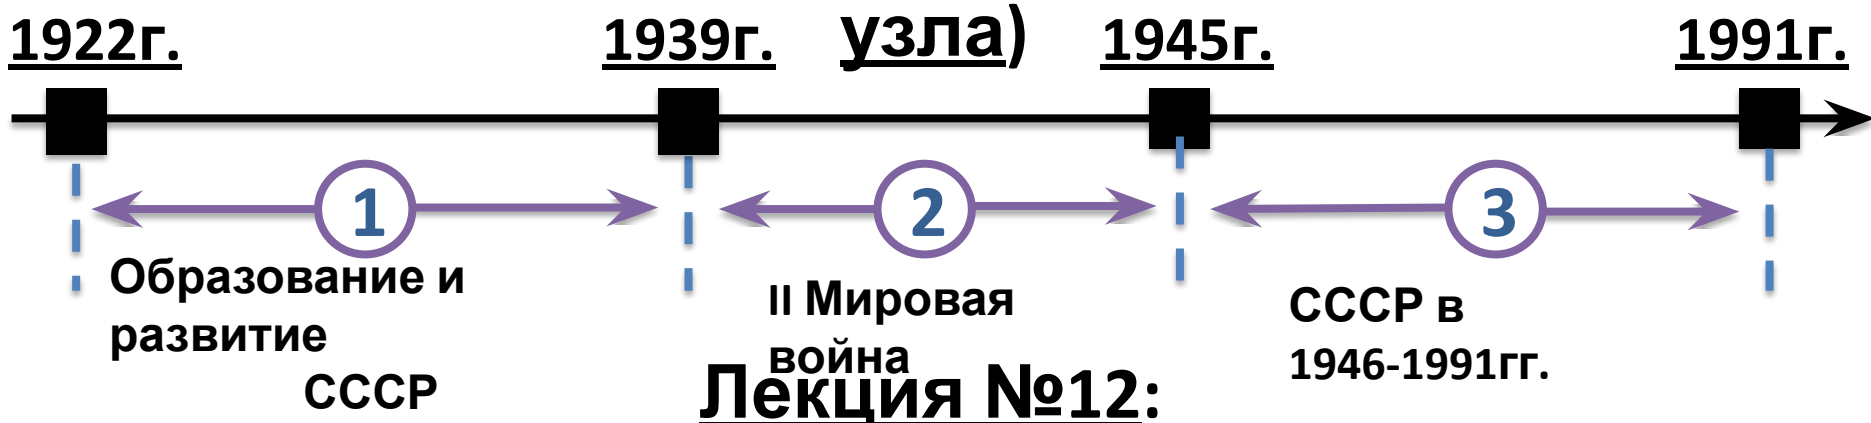 узла)
1922г.
1939г.
1945г.
1991г.
1
2
3
Образование и
развитие
СССР
II Мировая
война
СССР в
1946-1991гг.
Лекция №12: